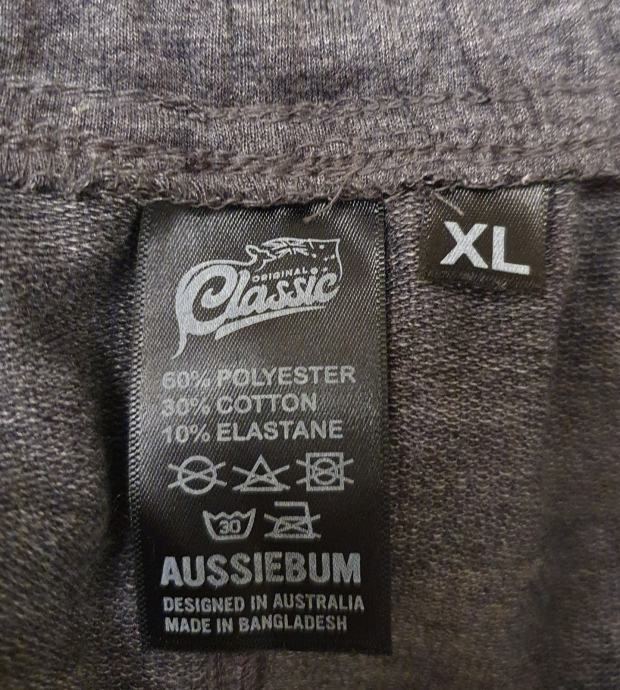 ORIGINAL
Classic
XL
60% POLYESTER
30% COTTON
10% ELASTANE
30
AUSSIEBUM
DESIGNED IN AUSTRALIA
MADE IN BANGLADESH